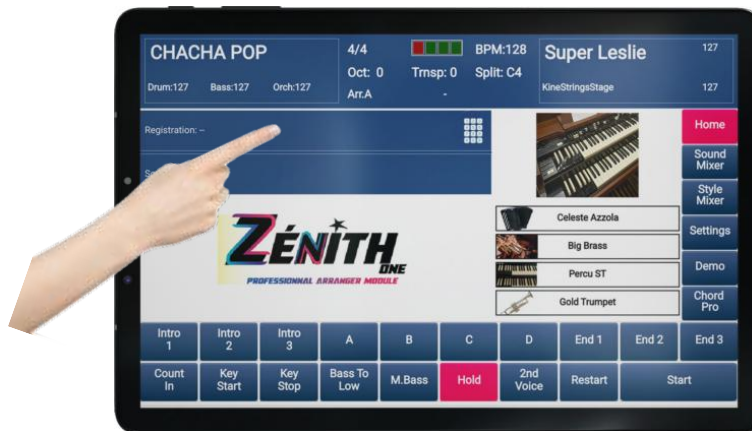 CHACHA POP
Drum:127 Bass:127 Orch:127
4/4 BPM:128
Oct: 0 Trnsp: 0 Split: C4
Arr.A -
Super Leslie 127
KineStringsStage 127
Registration: --
Home
Sound
Mixer
Style
Mixer
Settings
Demo
Chord
Pro
ZÉNITH
ONE
PROFESSIONNAL ARRANGER MODULE
Celeste Azzola
Big Brass
Percu ST
Gold Trumpet
Intro
1
Intro
2
Intro
3
A
B
C
D
End 1
End 2
End 3
Count
In
Key
Start
Key
Stop
Bass To
Low
M.Bass
Hold
2nd
Voice
Restart
Start